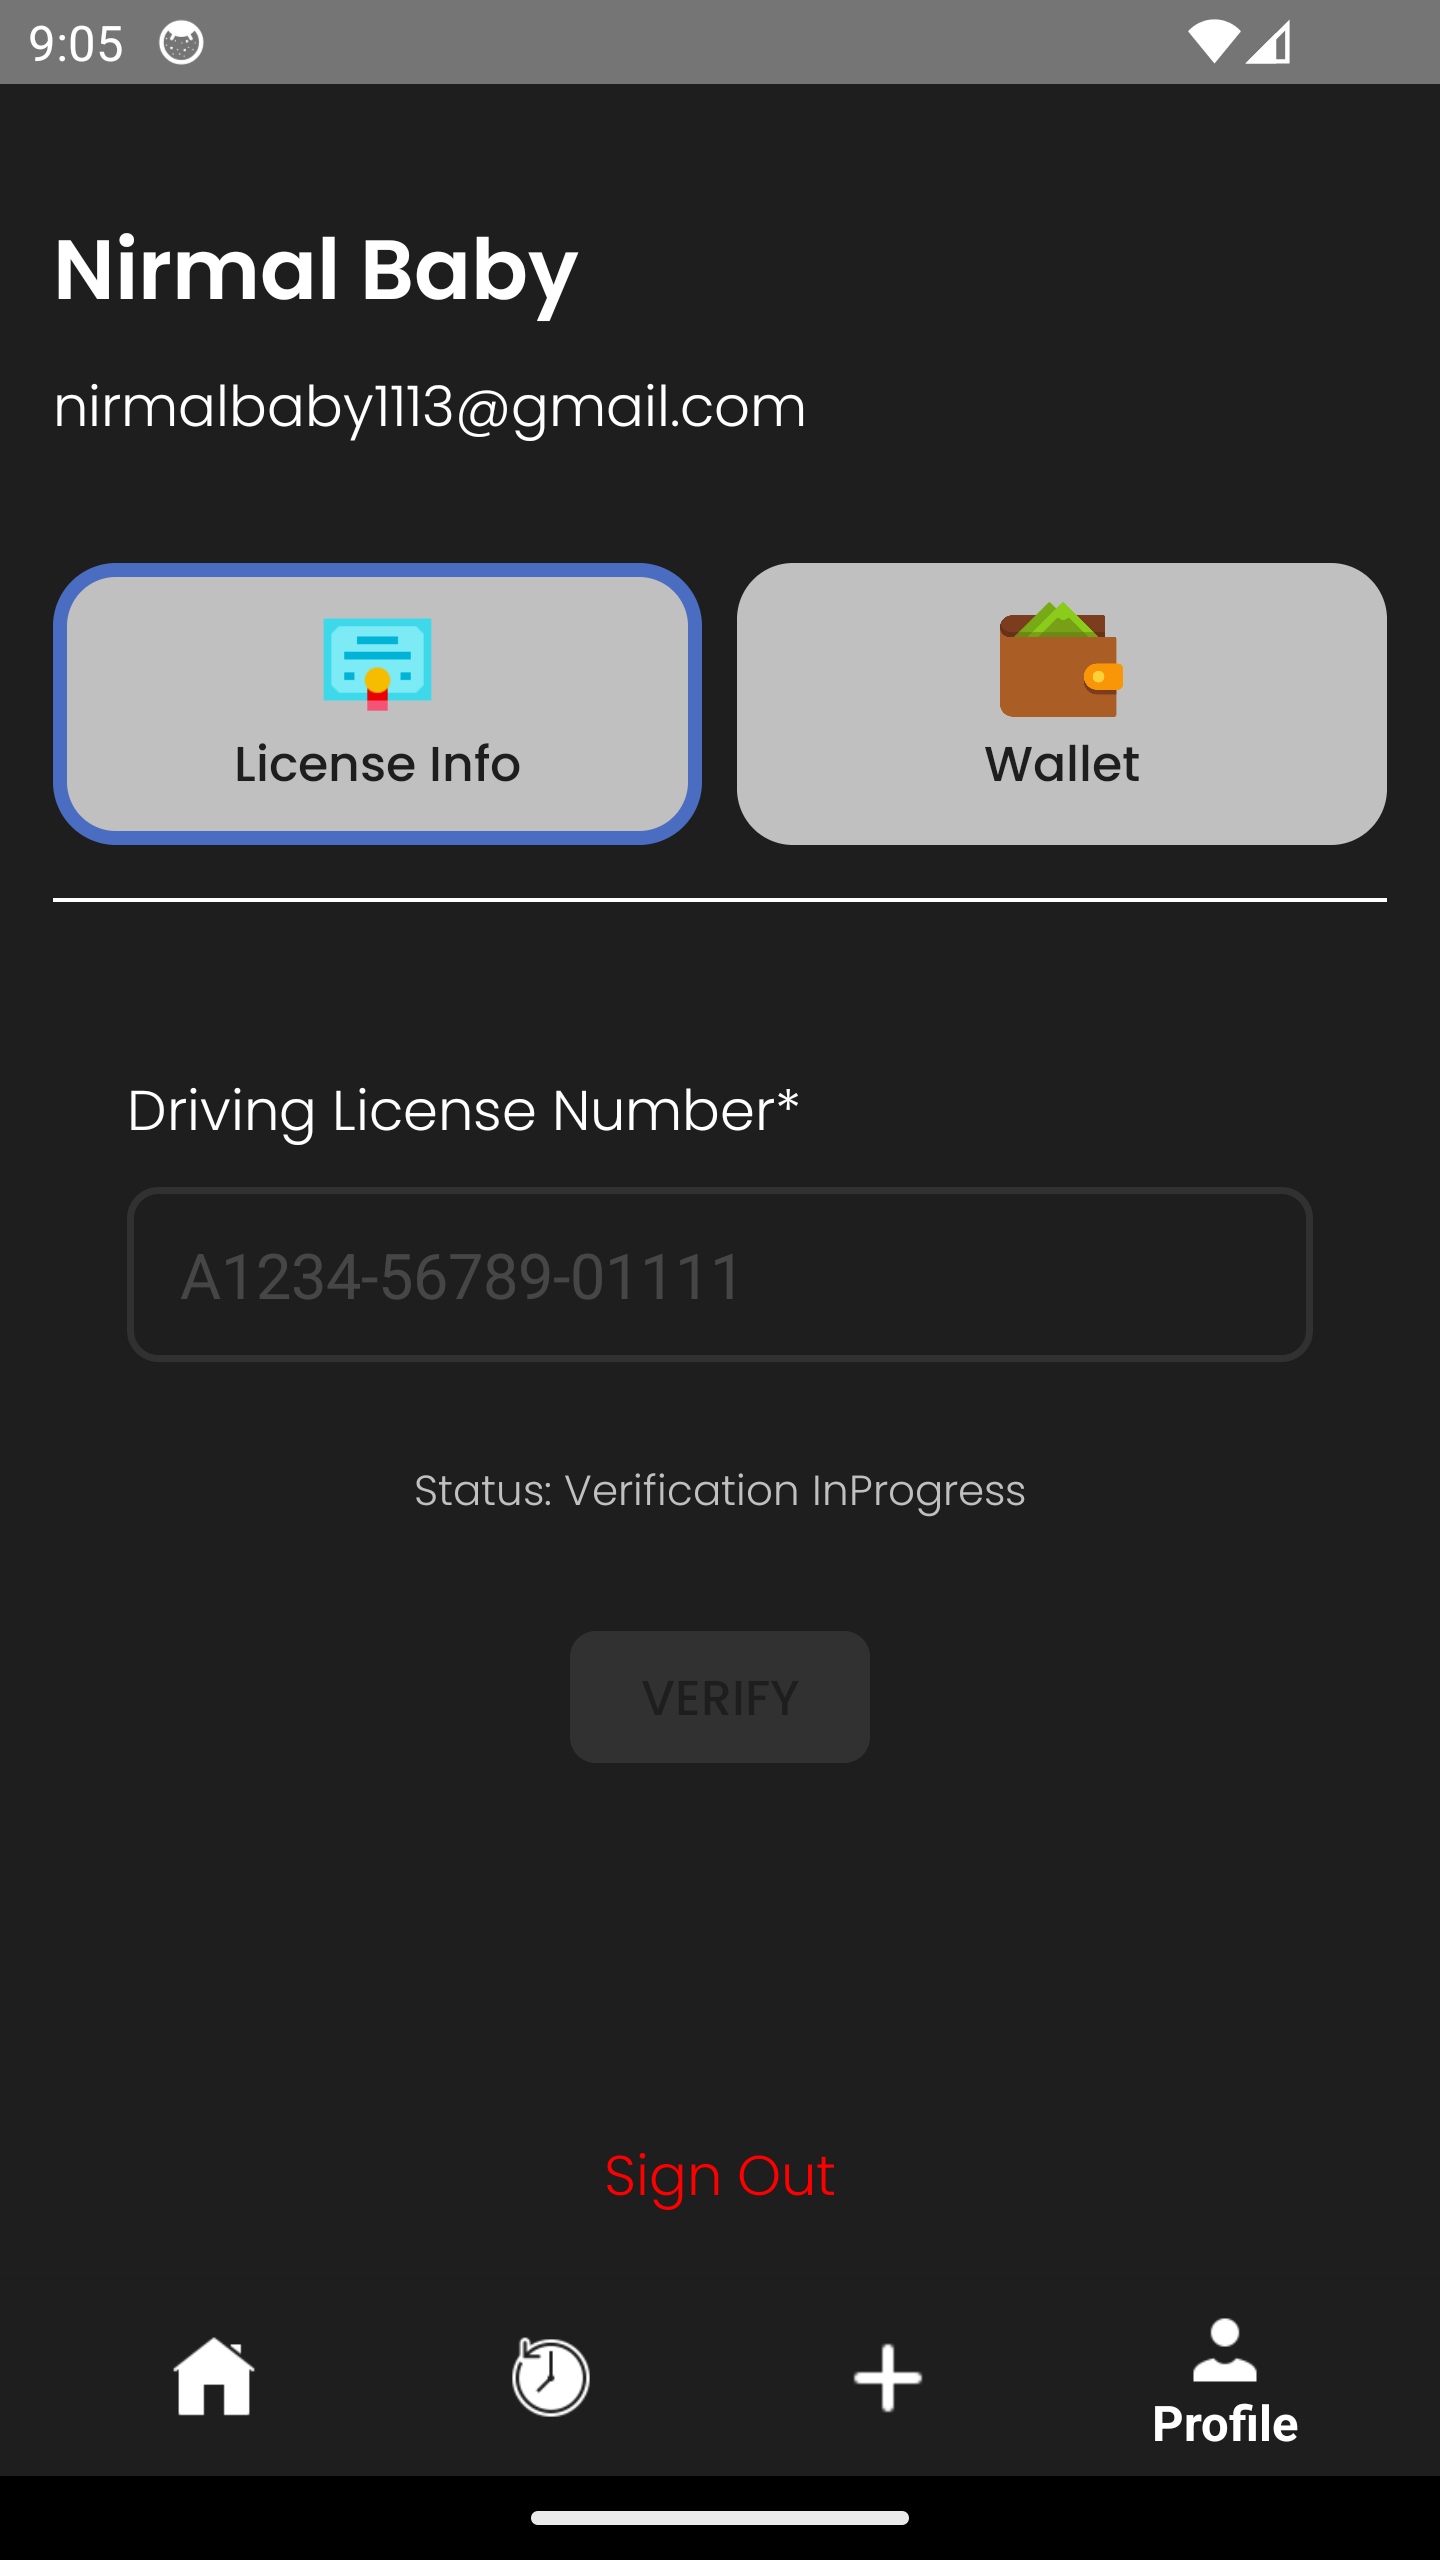 9:05
Nirmal Baby
nirmalbaby1113@gmail.com
License Info
Wallet
Driving License Number*
A1234-56789-01111
Status: Verification InProgress
VERIFY
Sign Out
Profile